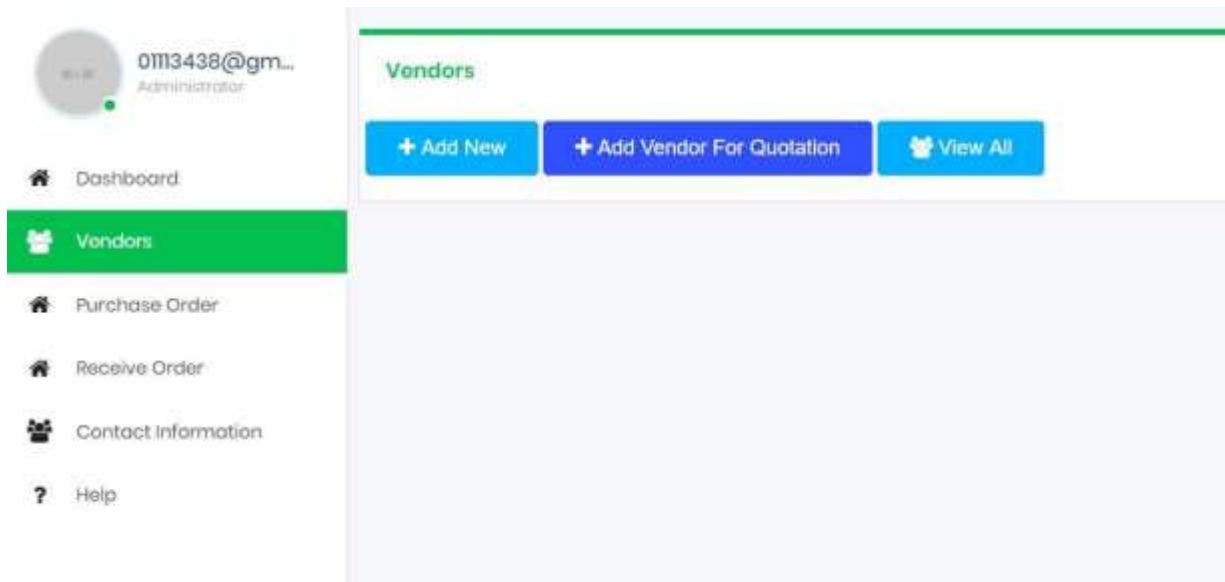 01113438@gm...
Administrator
Dashboard
Vendors
Purchase Order
Receive Order
Contact Information
? Help
Vendors
+ Add New
+ Add Vendor For Quotation
View All